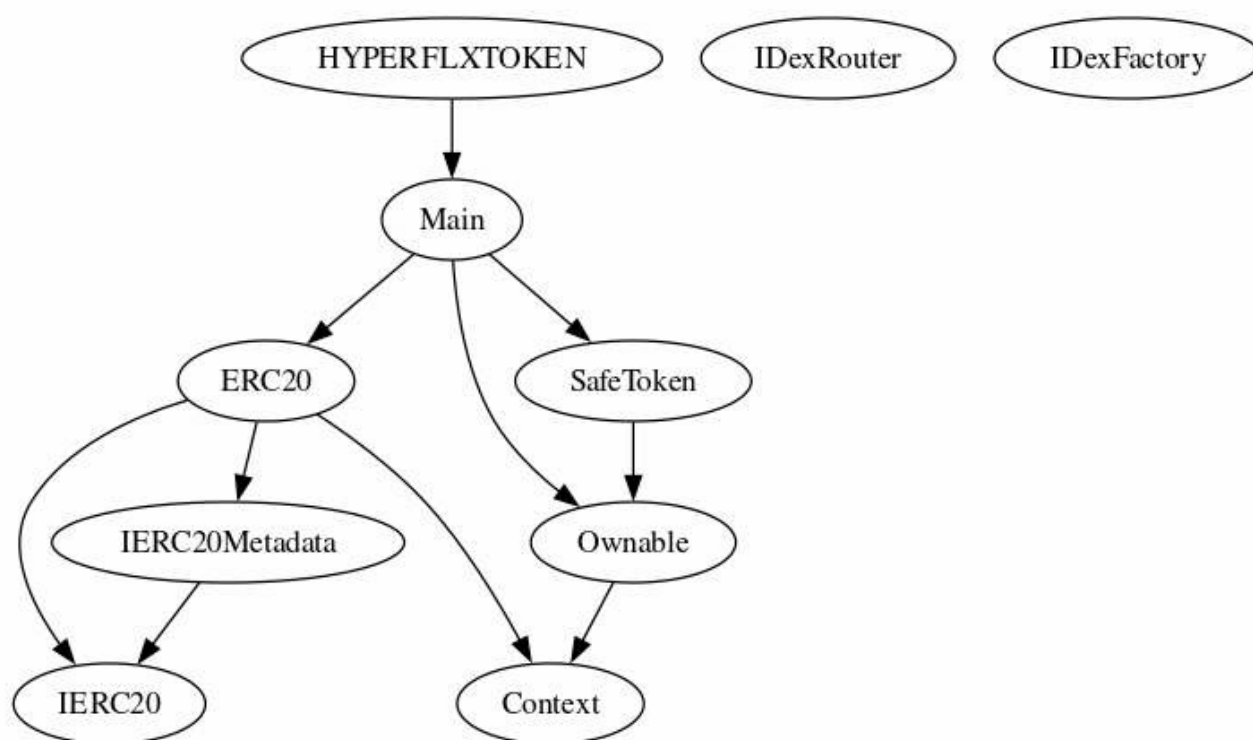 HYPERFLXTOKEN
IDexRouter
IDexFactory
Main
ERC20
SafeToken
IERC20Metadata
Ownable
IERC20
Context